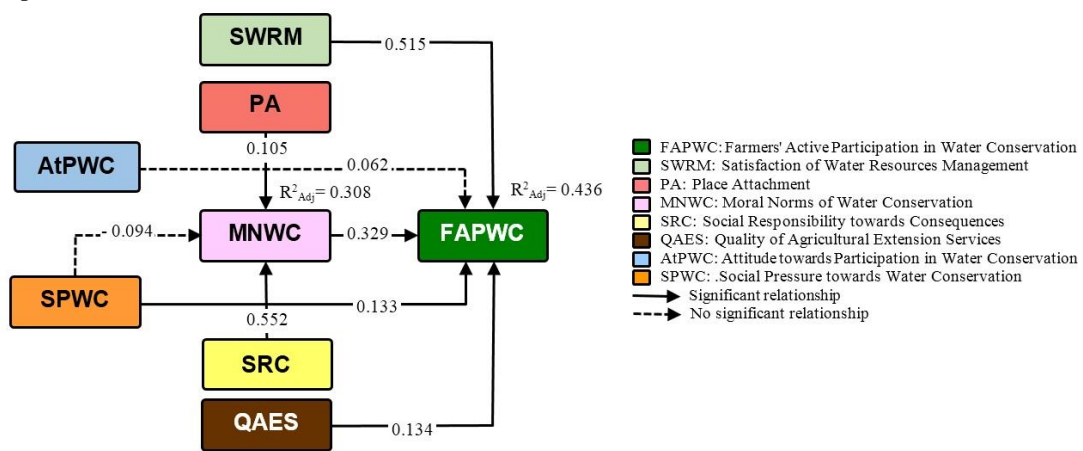 SWRM
0.515
PA
0.105
AtPWC
0.062
R²Adj= 0.308
R²Adj= 0.436
- 0.094
MNWC
0.329
FAPWC
SPWC
0.133
0.552
SRC
QAES
0.134
FAPWC: Farmers' Active Participation in Water Conservation
SWRM: Satisfaction of Water Resources Management
PA: Place Attachment
MNWC: Moral Norms of Water Conservation
SRC: Social Responsibility towards Consequences
QAES: Quality of Agricultural Extension Services
AtPWC: Attitude towards Participation in Water Conservation
SPWC: .Social Pressure towards Water Conservation
Significant relationship
No significant relationship